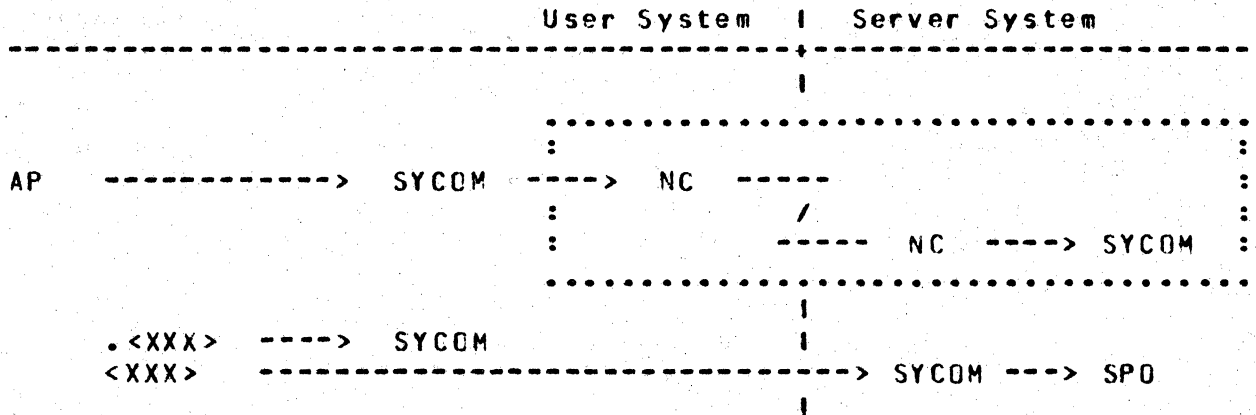 User System | Server System
AP ------------> SYCOM ----> NC -----
/
----- NC ----> SYCOM
.<XXX> ----> SYCOM
<XXX> ------------------------------> SYCOM ---> SPO